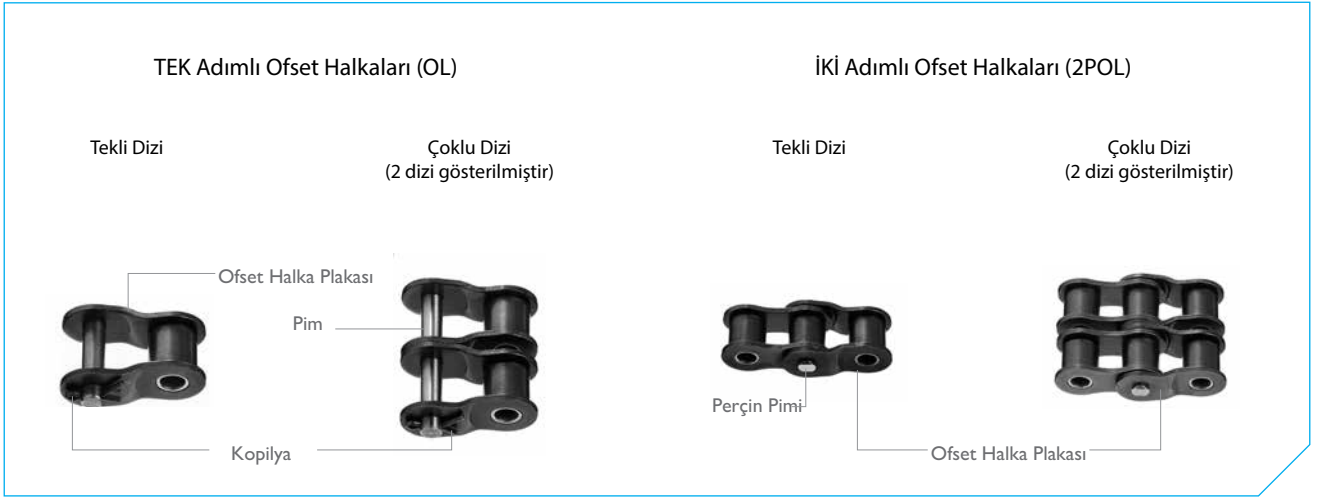 TEK Adımlı Ofset Halkaları (OL)
Tekli Dizi
Çoklu Dizi
(2 dizi gösterilmiştir)
Ofset Halka Plakası
Pim
Kopilya
İKİ Adımlı Ofset Halkaları (2POL)
Tekli Dizi
Çoklu Dizi
(2 dizi gösterilmiştir)
Perçin Pimi
Ofset Halka Plakası